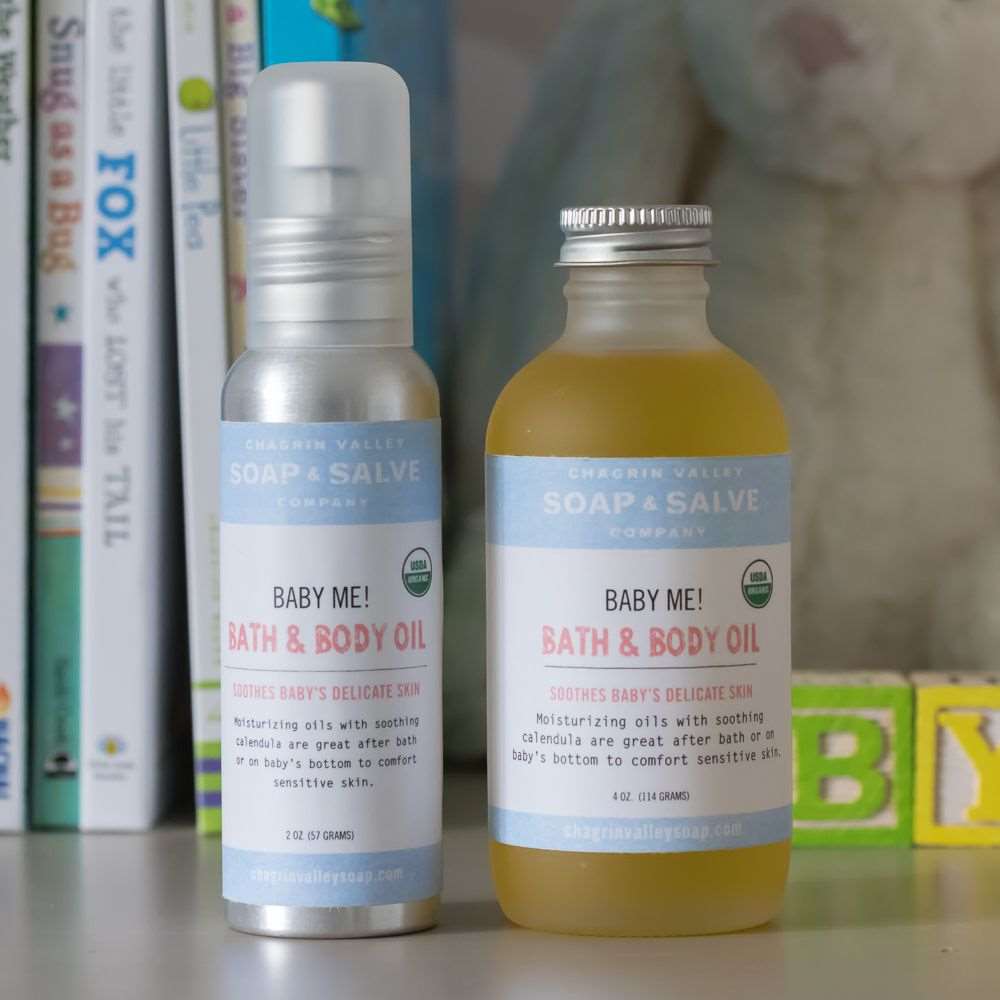 the Weather
Snug as a Bug
the little FOX who LOST his TAIL
Little Pea
CHAGRIN VALLEY
SOAP & SALVE
COMPANY
USDA
ORGANIC
BABY ME!
BATH & BODY OIL
SOOTHES BABY'S DELICATE SKIN
Moisturizing oils with soothing
calendula are great after bath
or on baby's bottom to comfort
sensitive skin.
2 OZ. (57 GRAMS)
chagrinvalleysoap.com
CHAGRIN VALLEY
SOAP & SALVE
COMPANY
USDA
ORGANIC
BABY ME!
BATH & BODY OIL
SOOTHES BABY'S DELICATE SKIN
Moisturizing oils with soothing
calendula are great after bath or on
baby's bottom to comfort sensitive skin.
4 OZ. (114 GRAMS)
chagrinvalleysoap.com
B
Y